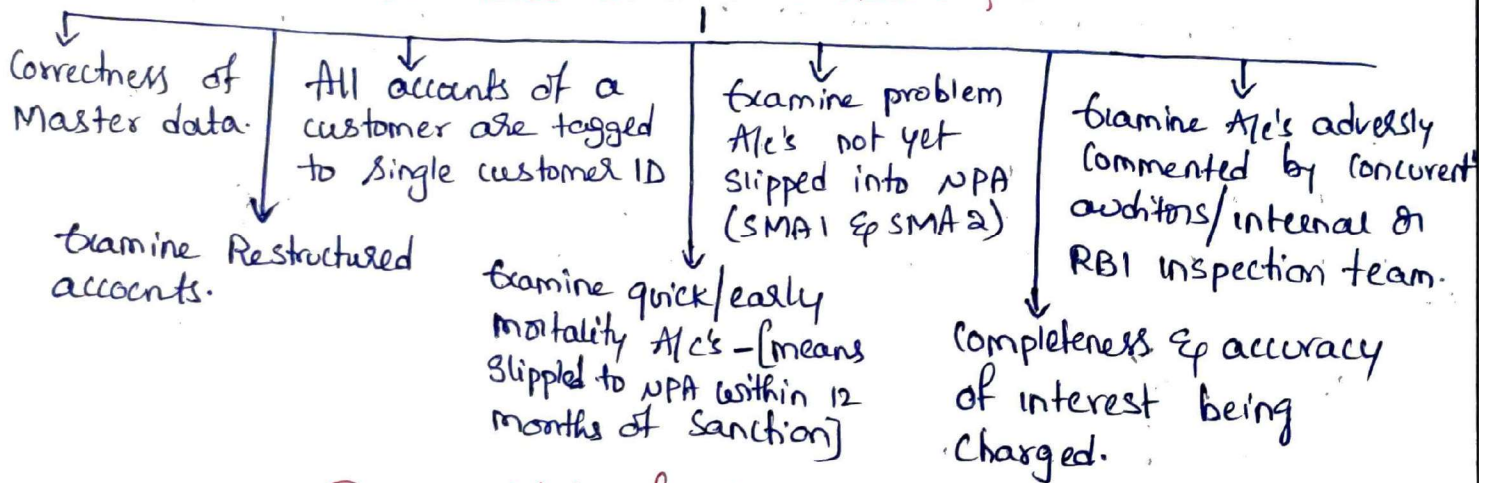 Correctness of
Master data.
Examine Restructured
accocnts.
All accounts of a
customer are tagged
to single customer ID
Examine quick/early
mortality A/c's - [means
Slippled to NPA within 12
months of Sanction]
Examine problem
A/c's not yet
slipped into NPA
(SMA1 & SMA2)
Completeness & accuracy
of interest being
Charged.
Examine A/c's adversly
Commented by Concurent
auditors/internal or
RBI inspection team.